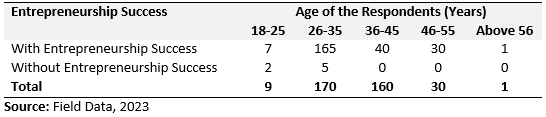 Entrepreneurship Success Age of the Respondents (Years)
18-25 26-35 36-45 46-55 Above 56
With Entrepreneurship Success 7 165 40 30 1
Without Entrepreneurship Success 2 5 0 0 0
Total 9 170 160 30 1
Source: Field Data, 2023